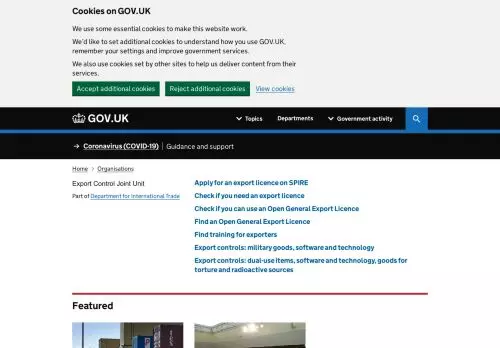 Cookies on GOV.UK
We use some essential cookies to make this website work.
We'd like to set additional cookies to understand how you use GOV.UK,
remember your settings and improve government services.
We also use cookies set by other sites to help us deliver content from their
services.
Accept additional cookies Reject additional cookies View cookies
GOV.UK Topics Departments Government activity
→ Coronavirus (COVID-19) Guidance and support
Home > Organisations
Export Control Joint Unit
Part of Department for International Trade
Apply for an export licence on SPIRE
Check if you need an export licence
Check if you can use an Open General Export Licence
Find an Open General Export Licence
Find training for exporters
Export controls: military goods, software and technology
Export controls: dual-use items, software and technology, goods for
torture and radioactive sources
Featured